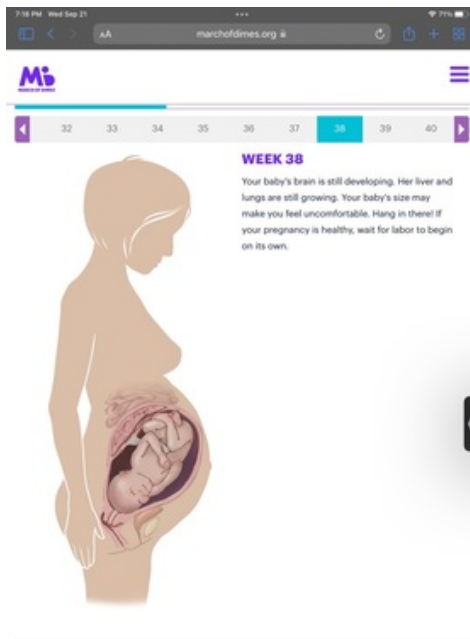 7:18 PM Wed Sep 21
71%
AA
marchofdimes.org
MARCH OF DIMES
32 33 34 35 36 37 38 39 40
WEEK 38
Your baby's brain is still developing. Her liver and
lungs are still growing. Your baby's size may
make you feel uncomfortable. Hang in there! If
your pregnancy is healthy, wait for labor to begin
on its own.